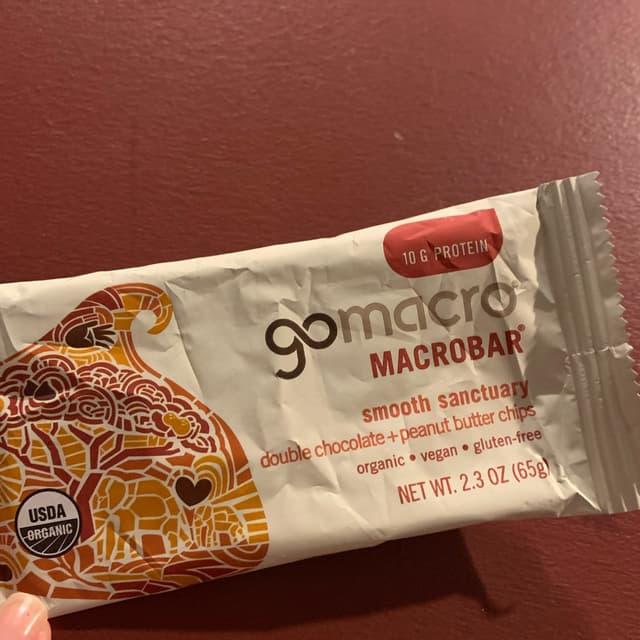 10 G PROTEIN
gomacro®
MACROBAR®
smooth sanctuary
double chocolate + peanut butter chips
organic • vegan • gluten-free
NET WT. 2.3 OZ (65g)
USDA
ORGANIC